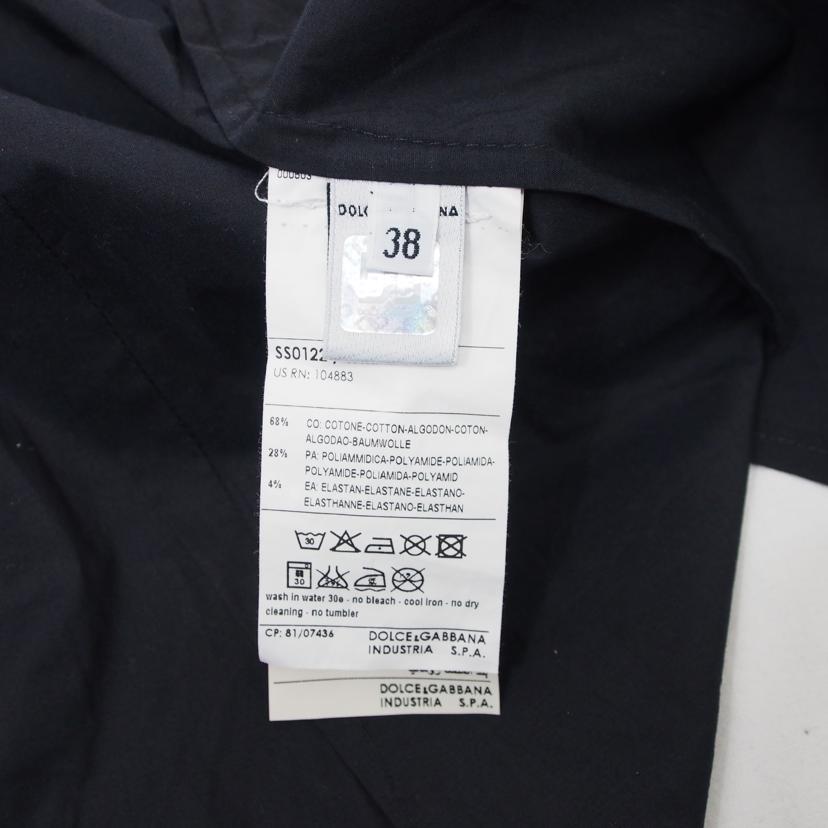 000803
38
SS0122
US RN: 104883
68% CO: COTONE-COTTON-ALGODON-COTON-
ALGODAO-BAUMWOLLE
28% PA: POLIAMMIDICA-POLYAMIDE-POLIAMIDA-
POLYAMIDE-POLIAMIDA-POLYAMID
4% EA: ELASTAN-ELASTANE-ELASTANO-
ELASTHANNE-ELASTANO-ELASTHAN
30
30
wash in water 30e - no bleach - cool iron - no dry
cleaning - no tumbler
CP: 81/07436 DOLCE&GABBANA
INDUSTRIA S.P.A.
DOLCE&GABBANA
INDUSTRIA S.P.A.